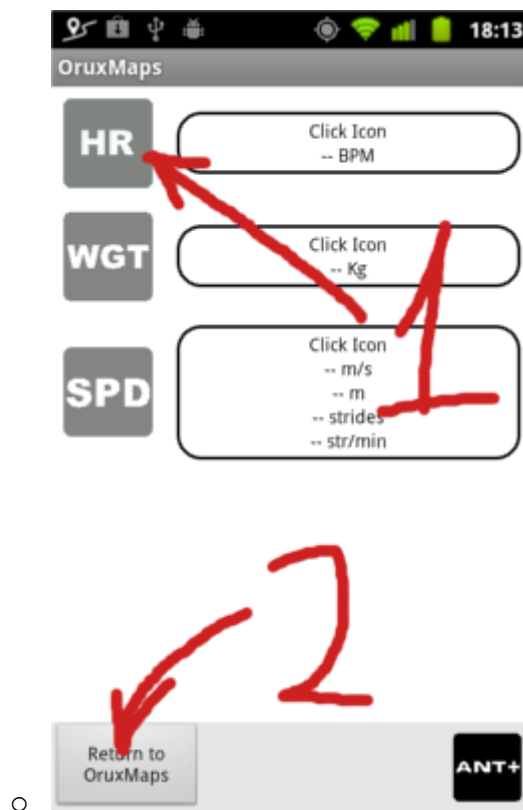 18:13
OruxMaps
HR
Click Icon
-- BPM
WGT
Click Icon
-- Kg
1
SPD
Click Icon
-- m/s
-- m
-- strides
-- str/min
2
Return to
OruxMaps
ANT+